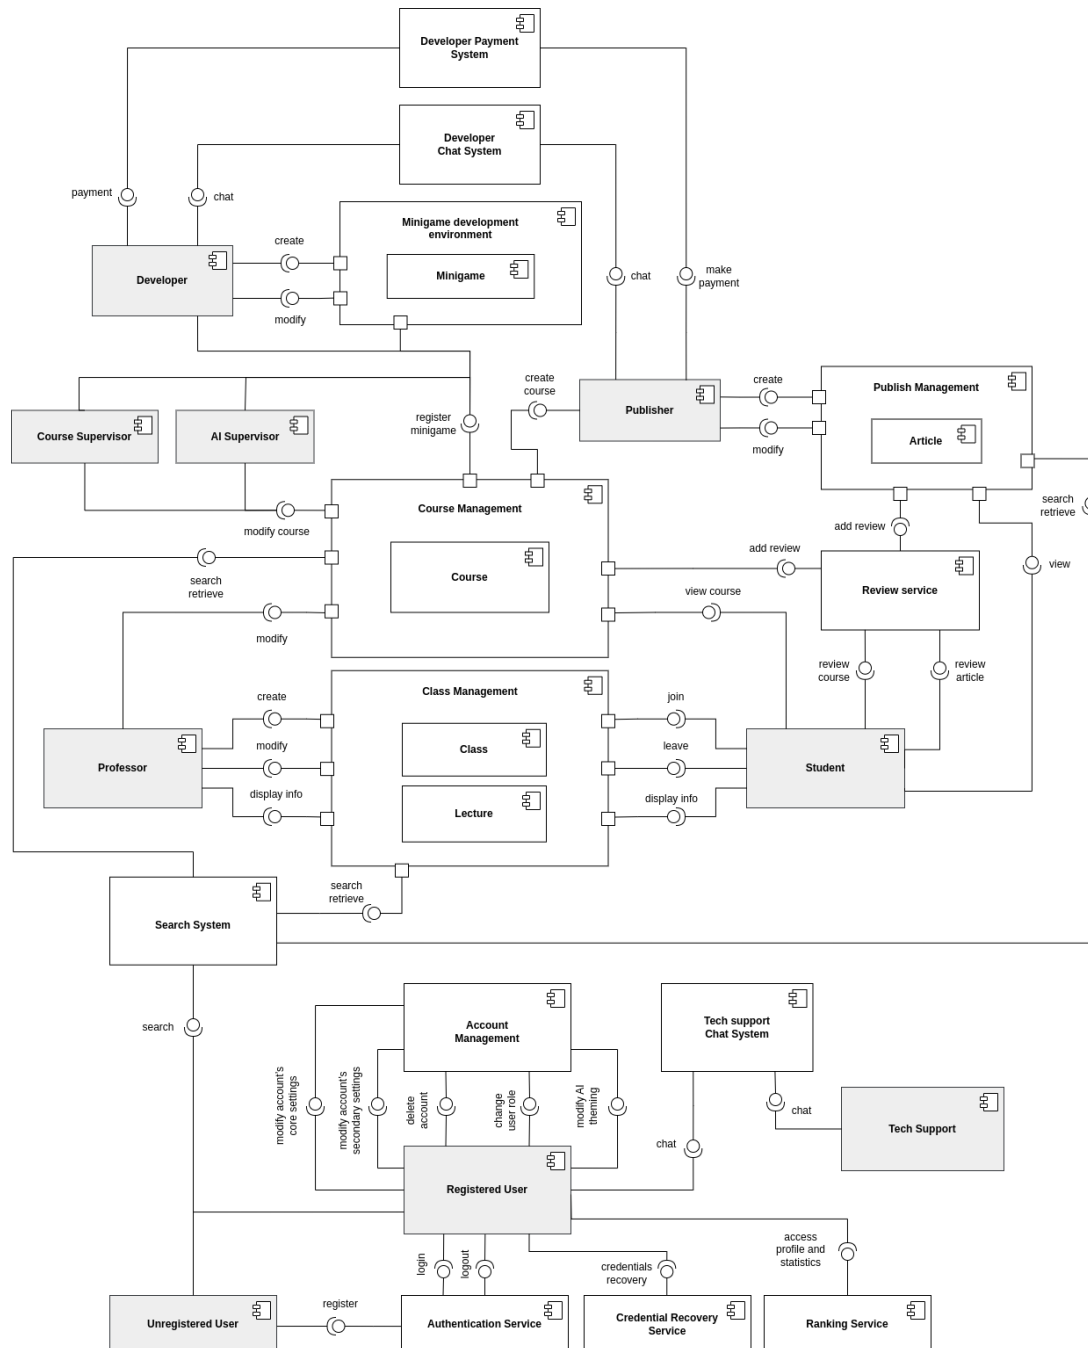 Developer Payment
System
Developer
Chat System
payment
chat
Minigame development
environment
create
Minigame
Developer
chat
make
payment
modify
create
course
create
Publish Management
Publisher
register
minigame
Course Supervisor
AI Supervisor
Article
modify
search
retrieve
Course Management
modify course
add review
add review
view
Course
search
retrieve
Review service
view course
modify
review
course
review
article
create
Class Management
join
modify
Class
leave
Professor
Student
display info
display info
Lecture
search
retrieve
Search System
search
Account
Management
Tech support
Chat System
modify account's
core settings
modify account's
secondary settings
delete
account
change
user role
modify AI
theming
chat
Tech Support
chat
Registered User
login
logout
credentials
recovery
access
profile and
statistics
register
Unregistered User
Authentication Service
Credential Recovery
Service
Ranking Service